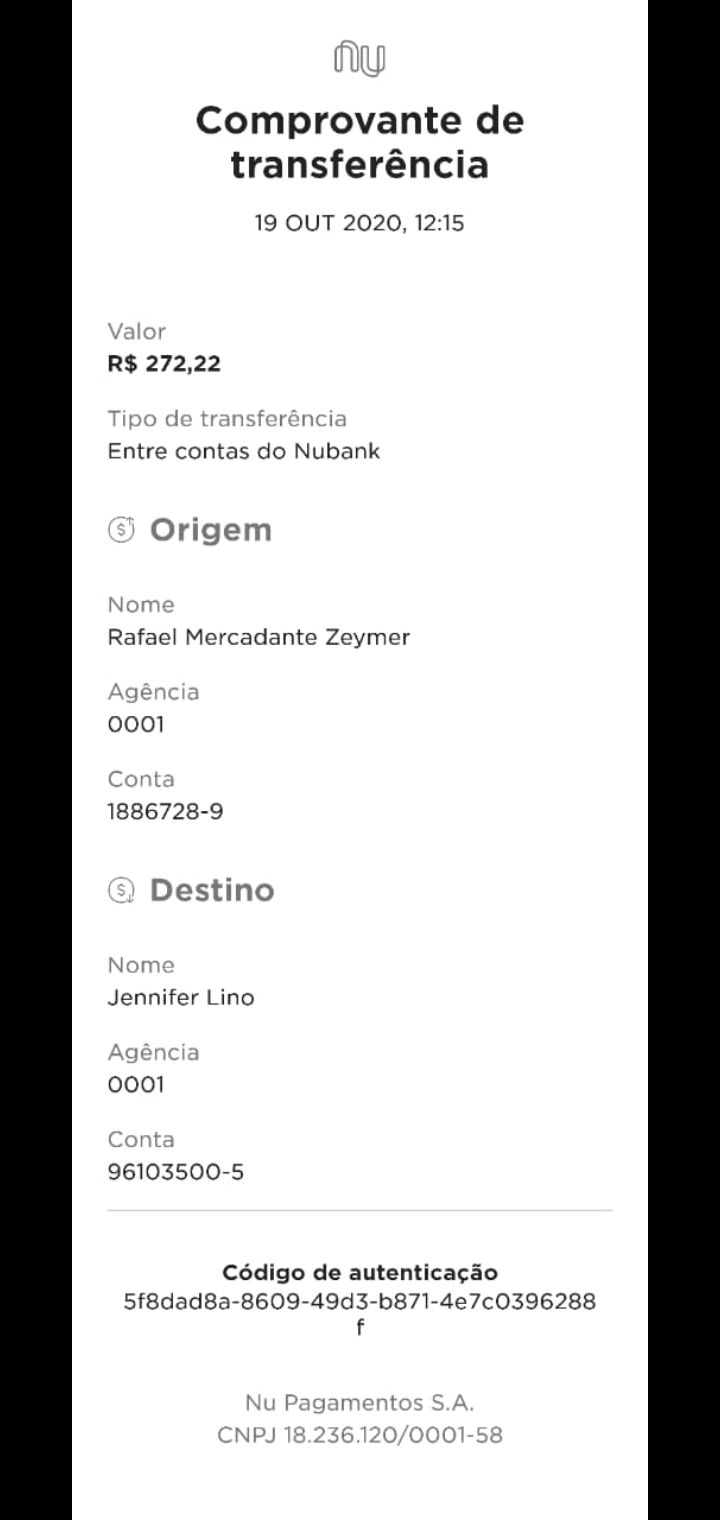 nu
Comprovante de
transferência
19 OUT 2020, 12:15
Valor
R$ 272,22
Tipo de transferência
Entre contas do Nubank
Origem
Nome
Rafael Mercadante Zeymer
Agência
0001
Conta
1886728-9
Destino
Nome
Jennifer Lino
Agência
0001
Conta
96103500-5
Código de autenticação
5f8dad8a-8609-49d3-b871-4e7c0396288
f
Nu Pagamentos S.A.
CNPJ 18.236.120/0001-58